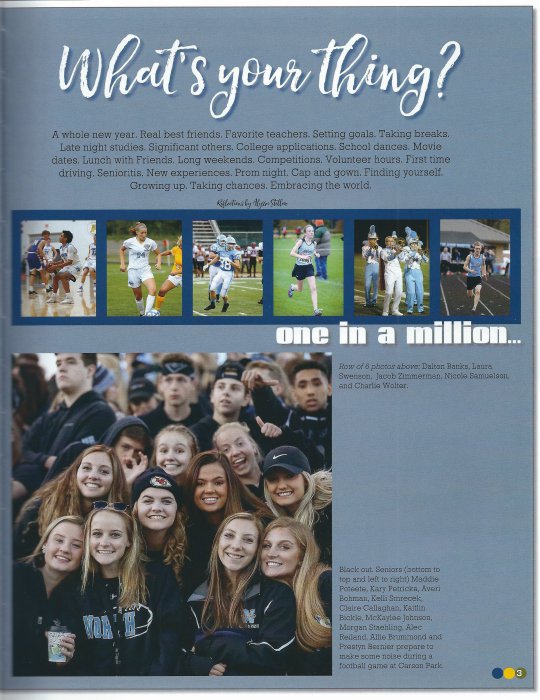 What's your thing?
A whole new year. Real best friends. Favorite teachers. Setting goals. Taking breaks.
Late night studies. Significant others. College applications. School dances. Movie
dates. Lunch with Friends. Long weekends. Competitions. Volunteer hours. First time
driving. Senioritis. New experiences. Prom night. Cap and gown. Finding yourself.
Growing up. Taking chances. Embracing the world.
Reflections by
one in a million...
Row of 6 photos above: Dalton Banks, Laura
Swenson, Jacob Zimmerman, Nicole Samuelson,
and Charlie Wolter.
Black out. Seniors (bottom to
top and left to right) Maddie
Poteete, Kary Petricka, Averi
Bohman, Kelli Smrecek,
Claire Callaghan, Kaitlin
Bickle, McKaylee Johnson,
Morgan Staehling, Alec
Reiland, Allie Brummond and
Prestyn Bernier prepare to
make some noise during a
football game at Carson Park.
3